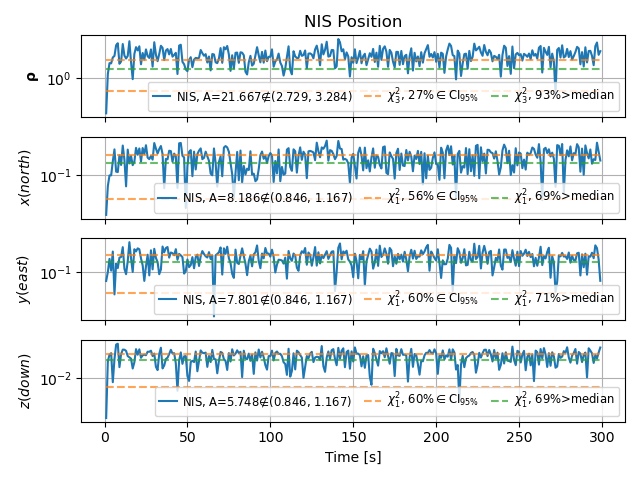 NIS Position
ρ
10⁰
NIS, A=21.667∉(2.729, 3.284) χ²₃, 27%∈CI₉₅% χ²₃, 93%>median
x(north)
10⁻¹
NIS, A=8.186∉(0.846, 1.167) χ²₁, 56%∈CI₉₅% χ²₁, 69%>median
y(east)
10⁻¹
NIS, A=7.801∉(0.846, 1.167) χ²₁, 60%∈CI₉₅% χ²₁, 71%>median
z(down)
10⁻²
NIS, A=5.748∉(0.846, 1.167) χ²₁, 60%∈CI₉₅% χ²₁, 69%>median
0 50 100 150 200 250 300
Time [s]